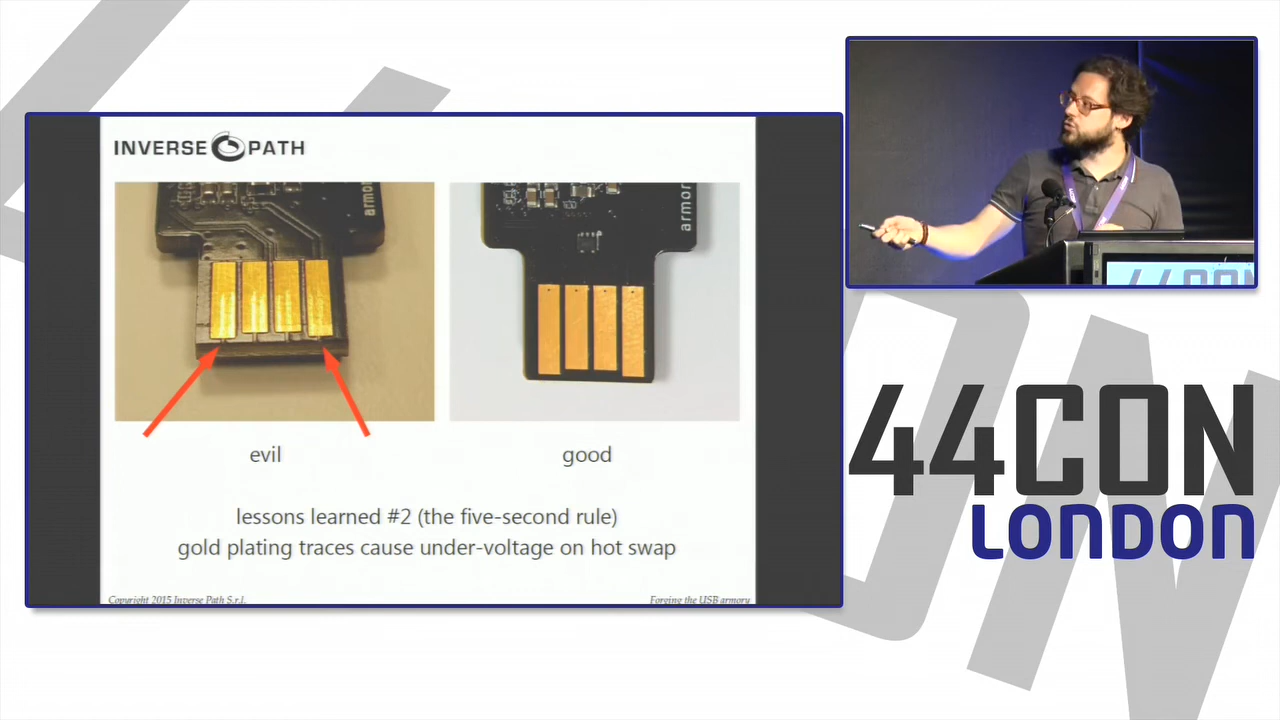 INVERSE PATH
armor
armor
evil
good
lessons learned #2 (the five-second rule)
gold plating traces cause under-voltage on hot swap
Copyright 2015 Inverse Path S.r.l.
Forging the USB armory
44CON
44CON
LONDON